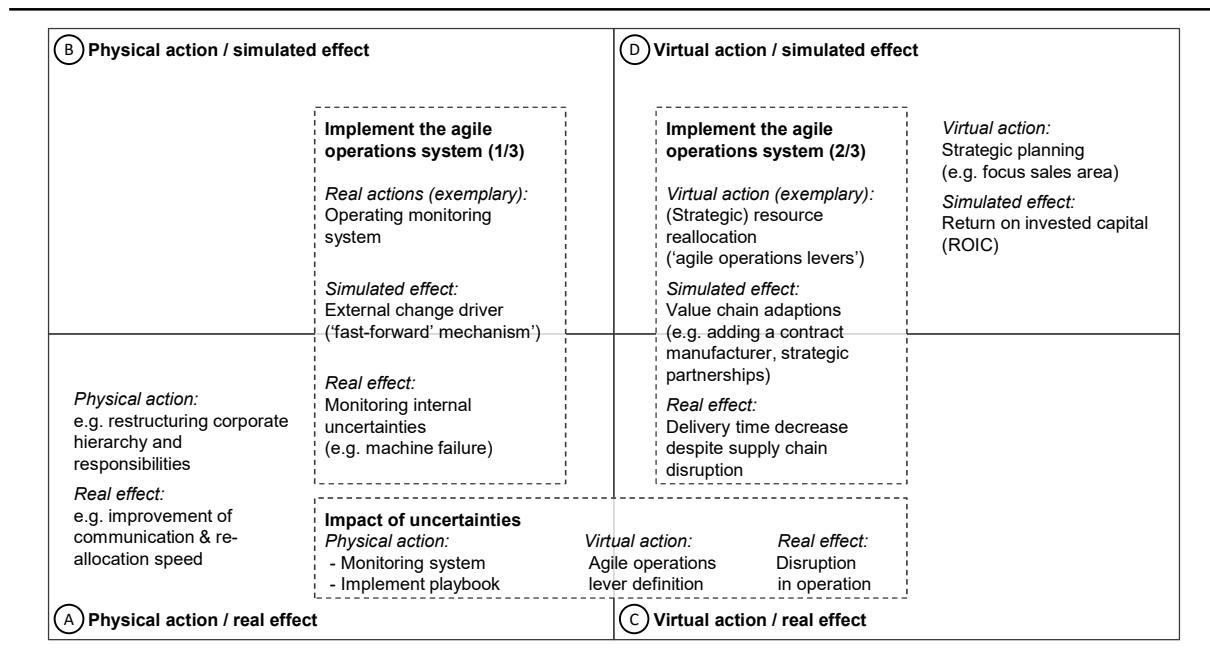 B Physical action / simulated effect
D Virtual action / simulated effect
Implement the agile
operations system (1/3)
Real actions (exemplary):
Operating monitoring
system
Simulated effect:
External change driver
(‘fast-forward’ mechanism’)
Real effect:
Monitoring internal
uncertainties
(e.g. machine failure)
Implement the agile
operations system (2/3)
Virtual action (exemplary):
(Strategic) resource
reallocation
(‘agile operations levers’)
Simulated effect:
Value chain adaptions
(e.g. adding a contract
manufacturer, strategic
partnerships)
Real effect:
Delivery time decrease
despite supply chain
disruption
Virtual action:
Strategic planning
(e.g. focus sales area)
Simulated effect:
Return on invested capital
(ROIC)
Physical action:
e.g. restructuring corporate
hierarchy and
responsibilities
Real effect:
e.g. improvement of
communication & re-
allocation speed
Impact of uncertainties
Physical action:
- Monitoring system
- Implement playbook
Virtual action:
Agile operations
lever definition
Real effect:
Disruption
in operation
A Physical action / real effect
C Virtual action / real effect